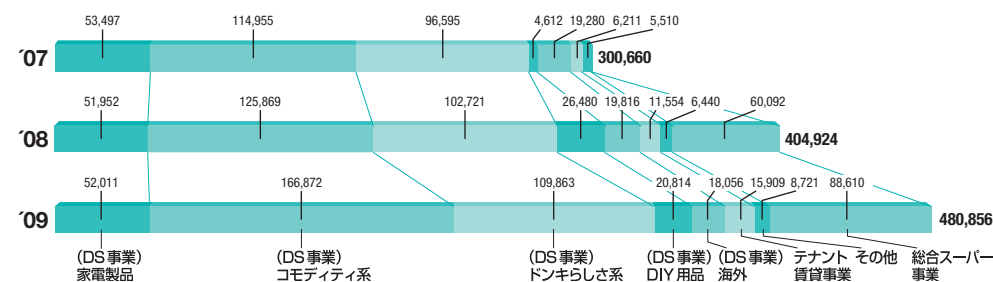 53,497 114,955 96,595 4,612 19,280 6,211 5,510
´07 300,660
51,952 125,869 102,721 26,480 19,816 11,554 6,440 60,092
´08 404,924
52,011 166,872 109,863 20,814 18,056 15,909 8,721 88,610
´09 480,856
(DS事業) (DS事業) (DS事業) (DS事業) (DS事業) テナント その他 総合スーパー
家電製品 コモディティ系 ドンキらしさ系 DIY用品 海外 賃貸事業 事業